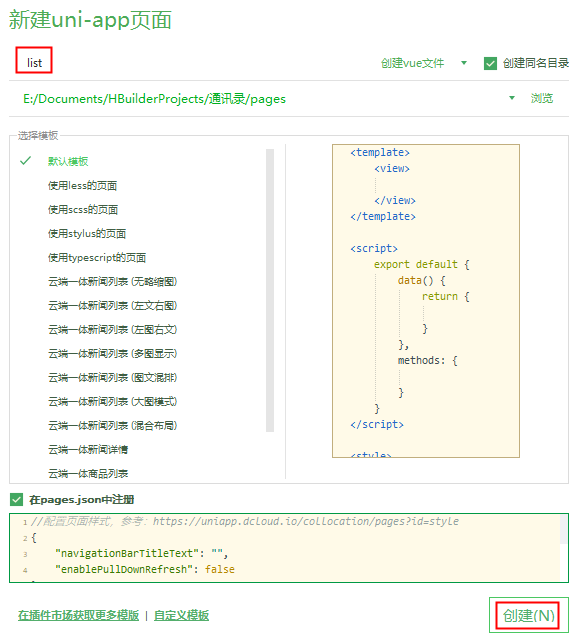 新建uni-app页面
list 创建vue文件 创建同名目录
E:/Documents/HBuilderProjects/通讯录/pages 浏览
选择模板
默认模板
使用less的页面
使用scss的页面
使用stylus的页面
使用typescript的页面
云端一体新闻列表 (无略缩图)
云端一体新闻列表 (左文右图)
云端一体新闻列表 (左图右文)
云端一体新闻列表 (多图显示)
云端一体新闻列表 (图文混排)
云端一体新闻列表 (大图模式)
云端一体新闻列表 (混合布局)
云端一体新闻详情
云端一体商品列表
<template>
<view>
</view>
</template>
<script>
export default {
data() {
return {
}
},
methods: {
}
}
</script>
<style>
在pages.json中注册
1 //配置页面样式，参考：https://uniapp.dcloud.io/collocation/pages?id=style
2 {
3 "navigationBarTitleText": "",
4 "enablePullDownRefresh": false
在插件市场获取更多模版 | 自定义模板
创建(N)